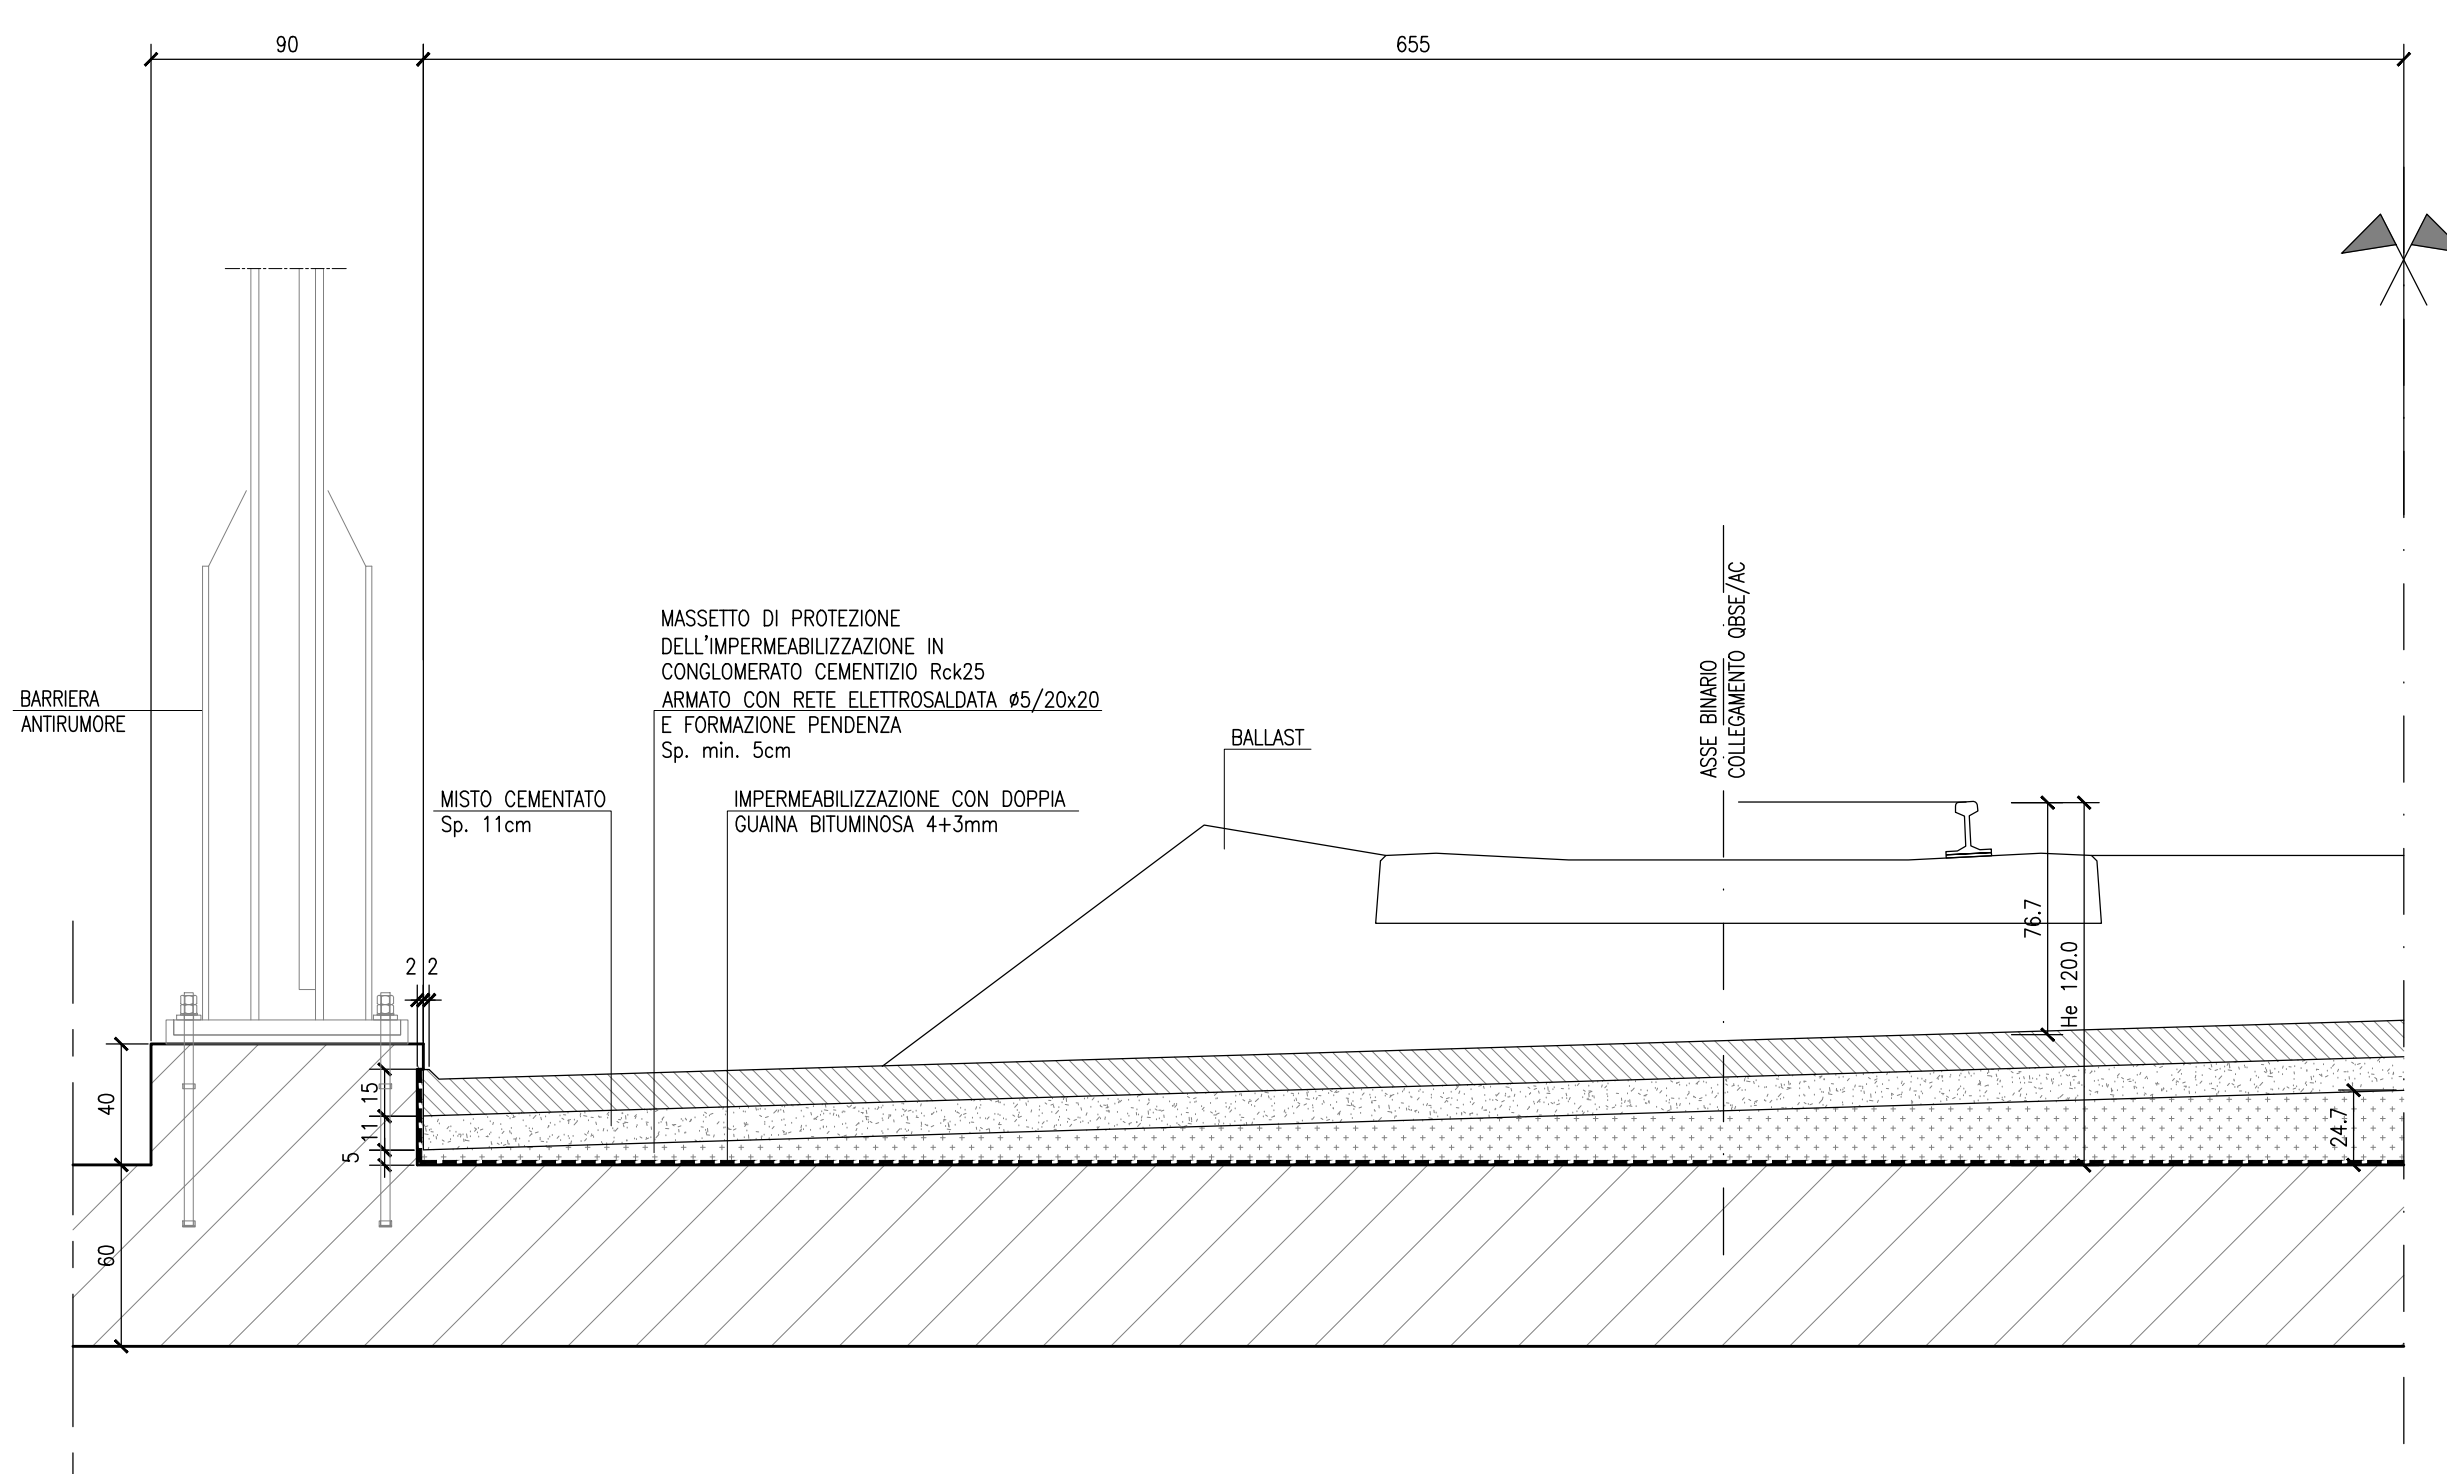 90
655
MASSETTO DI PROTEZIONE
DELL'IMPERMEABILIZZAZIONE IN
CONGLOMERATO CEMENTIZIO Rck25
ARMATO CON RETE ELETTROSALDATA ø5/20x20
E FORMAZIONE PENDENZA
Sp. min. 5cm
BARRIERA
ANTIRUMORE
BALLAST
ASSE BINARIO
COLLEGAMENTO QBSE/AC
MISTO CEMENTATO
Sp. 11cm
IMPERMEABILIZZAZIONE CON DOPPIA
GUAINA BITUMINOSA 4+3mm
76.7
He 120.0
2 2
40
15
11
5
24.7
60